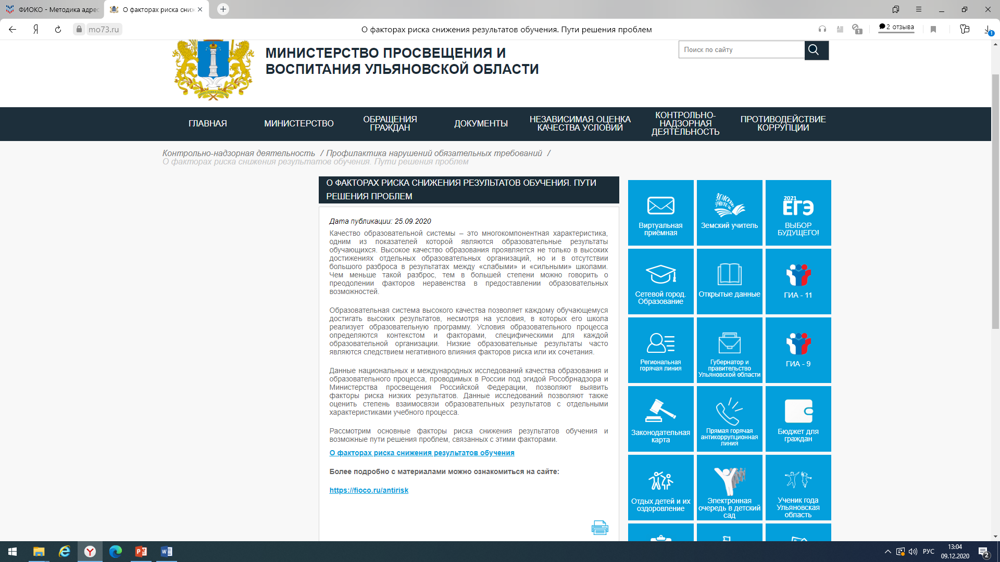 ФИОКО - Методика адрес
О факторах риска сниж
mo73.ru
О факторах риска снижения результатов обучения. Пути решения проблем
2 отзыва
1
1
МИНИСТЕРСТВО ПРОСВЕЩЕНИЯ И
ВОСПИТАНИЯ УЛЬЯНОВСКОЙ ОБЛАСТИ
Поиск по сайту
ГЛАВНАЯ
МИНИСТЕРСТВО
ОБРАЩЕНИЯ
ГРАЖДАН
ДОКУМЕНТЫ
НЕЗАВИСИМАЯ ОЦЕНКА
КАЧЕСТВА УСЛОВИЙ
КОНТРОЛЬНО-
НАДЗОРНАЯ
ДЕЯТЕЛЬНОСТЬ
ПРОТИВОДЕЙСТВИЕ
КОРРУПЦИИ
Контрольно-надзорная деятельность / Профилактика нарушений обязательных требований /
О факторах риска снижения результатов обучения. Пути решения проблем
О ФАКТОРАХ РИСКА СНИЖЕНИЯ РЕЗУЛЬТАТОВ ОБУЧЕНИЯ. ПУТИ
РЕШЕНИЯ ПРОБЛЕМ
Дата публикации: 25.09.2020
Качество образовательной системы – это многокомпонентная характеристика,
одним из показателей которой являются образовательные результаты
обучающихся. Высокое качество образования проявляется не только в высоких
достижениях отдельных образовательных организаций, но и в отсутствии
большого разброса в результатах между «слабыми» и «сильными» школами.
Чем меньше такой разброс, тем в большей степени можно говорить о
преодолении факторов неравенства в предоставлении образовательных
возможностей.
Образовательная система высокого качества позволяет каждому обучающемуся
достигать высоких результатов, несмотря на условия, в которых его школа
реализует образовательную программу. Условия образовательного процесса
определяются контекстом и факторами, специфическими для каждой
образовательной организации. Низкие образовательные результаты часто
являются следствием негативного влияния факторов риска или их сочетания.
Данные национальных и международных исследований качества образования и
образовательного процесса, проводимых в России под эгидой Рособрнадзора и
Министерства просвещения Российской Федерации, позволяют выявить
факторы риска низких результатов. Данные исследований позволяют также
оценить степень взаимосвязи образовательных результатов с отдельными
характеристиками учебного процесса.
Рассмотрим основные факторы риска снижения результатов обучения и
возможные пути решения проблем, связанных с этими факторами.
О факторах риска снижения результатов обучения
Более подробно с материалами можно ознакомиться на сайте:
https://fioco.ru/antirisk
Виртуальная
приёмная
ЗЕМСКИЙ
УЧИТЕЛЬ
Земский учитель
2021
ЕГЭ
ВЫБОР
БУДУЩЕГО!
Сетевой город.
Образование
Открытые данные
ГИА - 11
Региональная
горячая линия
Губернатор и
правительство
Ульяновской области
ГИА - 9
Законодательная
карта
Прямая горячая
антикоррупционная
линия
Бюджет для
граждан
Отдых детей и их
оздоровление
Электронная
очередь в детский
сад
Ученик года
Ульяновская
область
РУС
13:04
09.12.2020
2